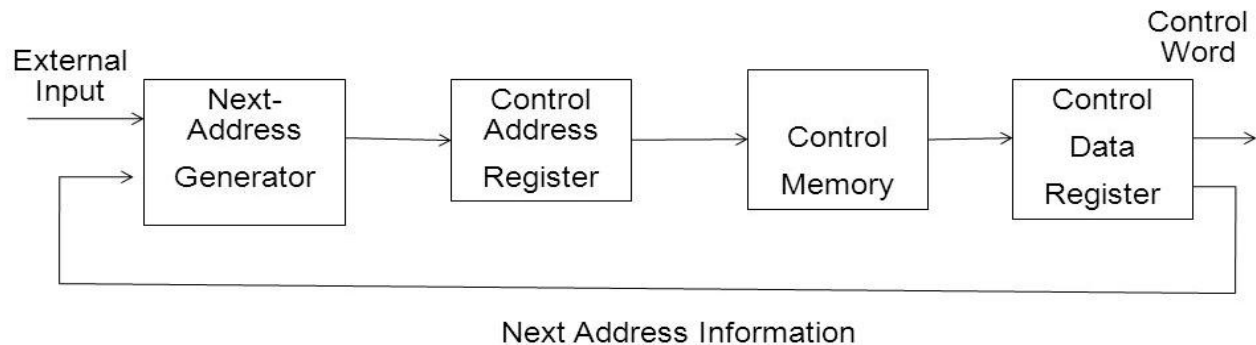 External
Input
Next-
Address
Generator
Control
Address
Register
Control
Memory
Control
Data
Register
Control
Word
Next Address Information